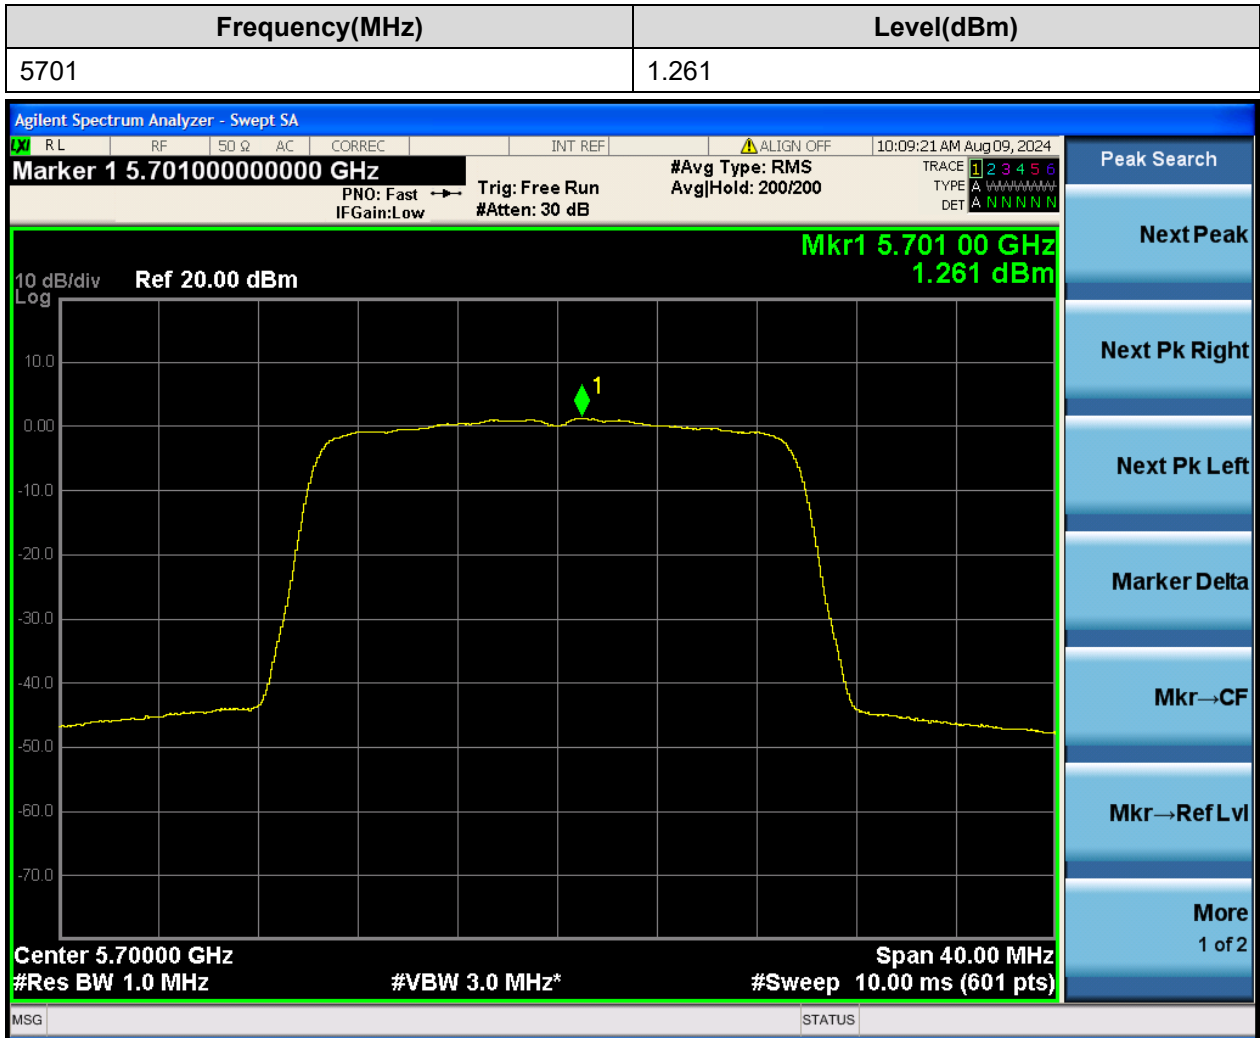 Frequency(MHz) Level(dBm)
5701 1.261
Agilent Spectrum Analyzer - Swept SA
LXI RL RF 50 Ω AC CORREC INT REF ALIGN OFF 10:09:21 AM Aug 09, 2024
Marker 1 5.701000000000 GHz
PNO: Fast
IFGain:Low
Trig: Free Run
#Atten: 30 dB
#Avg Type: RMS
Avg|Hold: 200/200
TRACE 1 2 3 4 5 6
TYPE A WWWWW
DET A N N N N N
Mkr1 5.701 00 GHz
1.261 dBm
10 dB/div Ref 20.00 dBm
Log
1
10.0
0.00
-10.0
-20.0
-30.0
-40.0
-50.0
-60.0
-70.0
Center 5.70000 GHz Span 40.00 MHz
#Res BW 1.0 MHz #VBW 3.0 MHz* #Sweep 10.00 ms (601 pts)
MSG STATUS
Peak Search
Next Peak
Next Pk Right
Next Pk Left
Marker Delta
Mkr→CF
Mkr→Ref Lvl
More
1 of 2